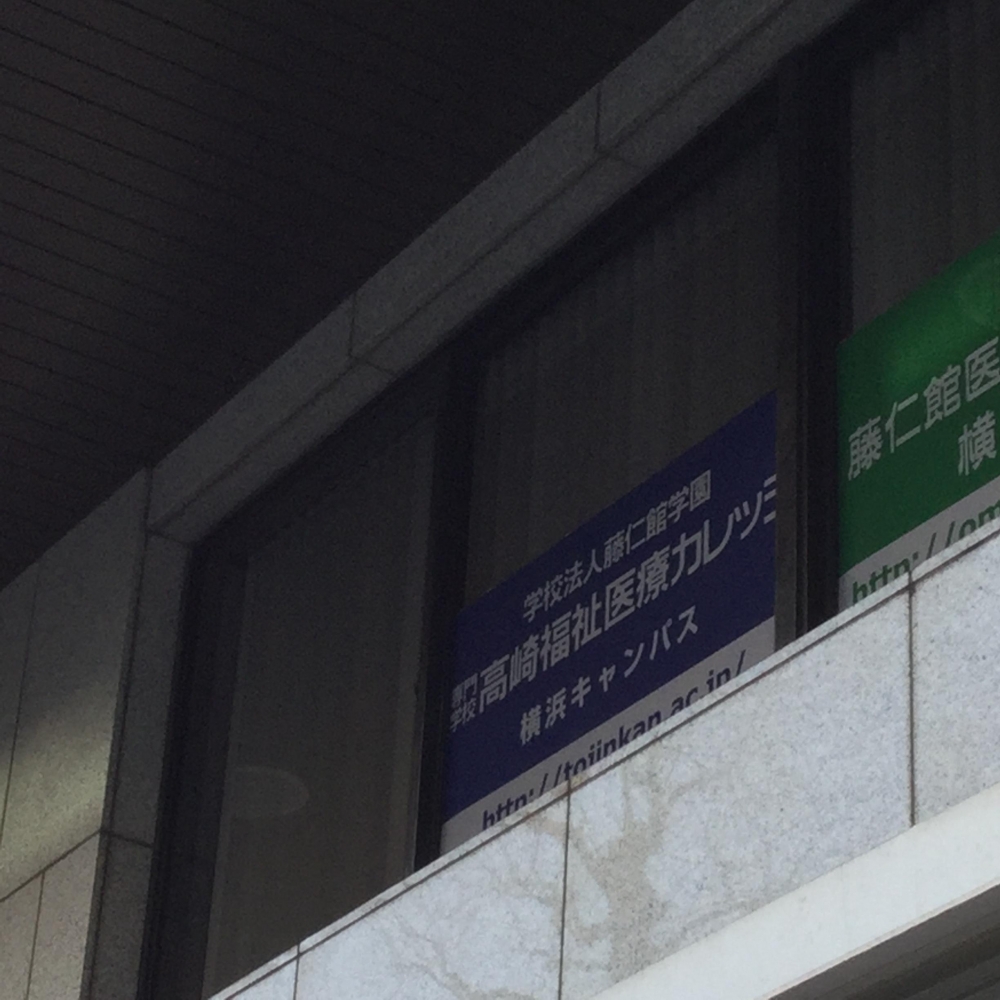 学校法人藤仁館学園
専門学校 高崎福祉医療カレッジ
横浜キャンパス
http://tojinkan.ac.jp/
藤仁館医
横
http://om